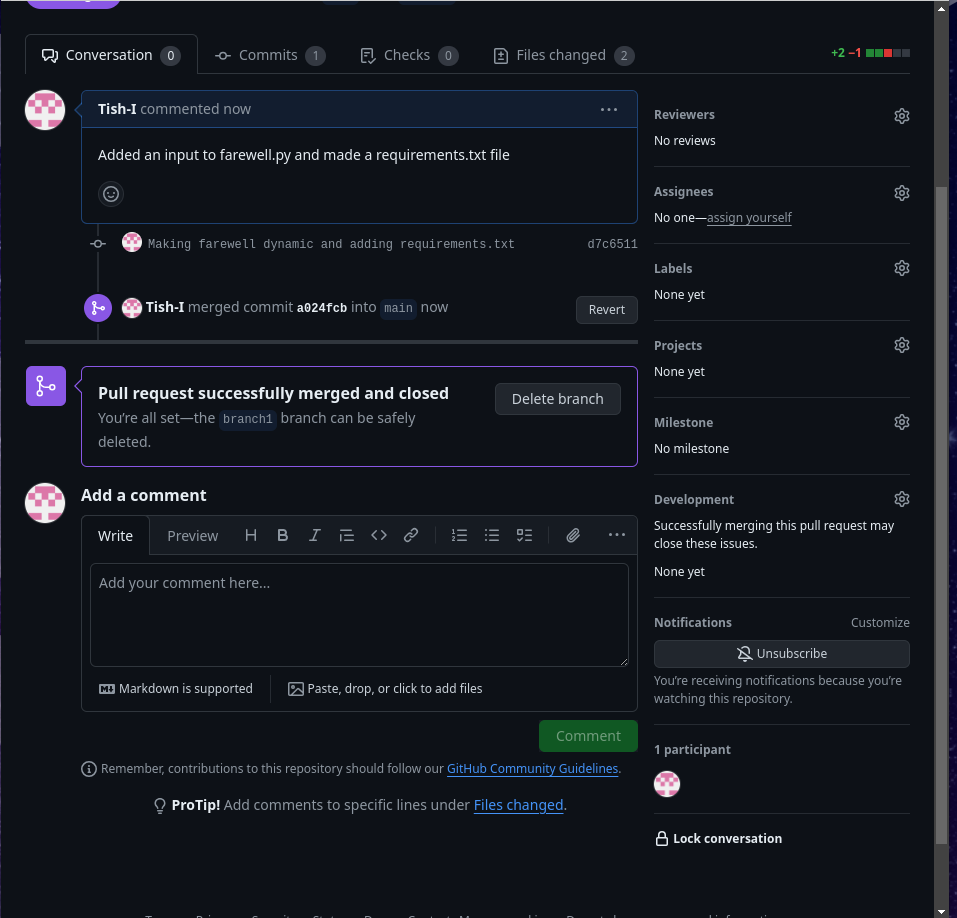 Conversation 0 Commits 1 Checks 0 Files changed 2 +2 −1
Tish-I commented now
Added an input to farewell.py and made a requirements.txt file
Making farewell dynamic and adding requirements.txt d7c6511
Tish-I merged commit a024fcb into main now Revert
Pull request successfully merged and closed
You’re all set—the branch1 branch can be safely
deleted.
Delete branch
Add a comment
Write Preview H B I
Add your comment here...
Markdown is supported Paste, drop, or click to add files
Comment
Remember, contributions to this repository should follow our GitHub Community Guidelines.
ProTip! Add comments to specific lines under Files changed.
Reviewers
No reviews
Assignees
No one—assign yourself
Labels
None yet
Projects
None yet
Milestone
No milestone
Development
Successfully merging this pull request may
close these issues.
None yet
Notifications Customize
Unsubscribe
You’re receiving notifications because you’re
watching this repository.
1 participant
Lock conversation